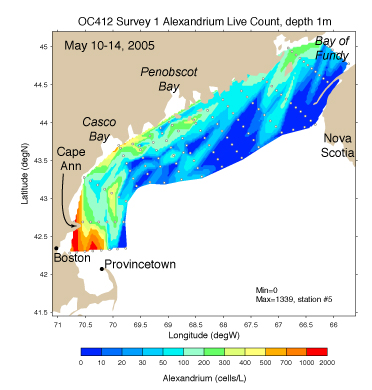 OC412 Survey 1 Alexandrium Live Count, depth 1m
May 10-14, 2005
Bay of
Fundy
Penobscot
Bay
Casco
Bay
Cape
Ann
Nova
Scotia
Boston
Provincetown
Min=0
Max=1339, station #5
Latitude (degN)
45
44.5
44
43.5
43
42.5
42
41.5
71
70.5
70
69.5
69
68.5
68
67.5
67
66.5
66
Longitude (degW)
0
10
20
30
50
100
200
300
400
500
700
1000
2000
Alexandrium (cells/L)